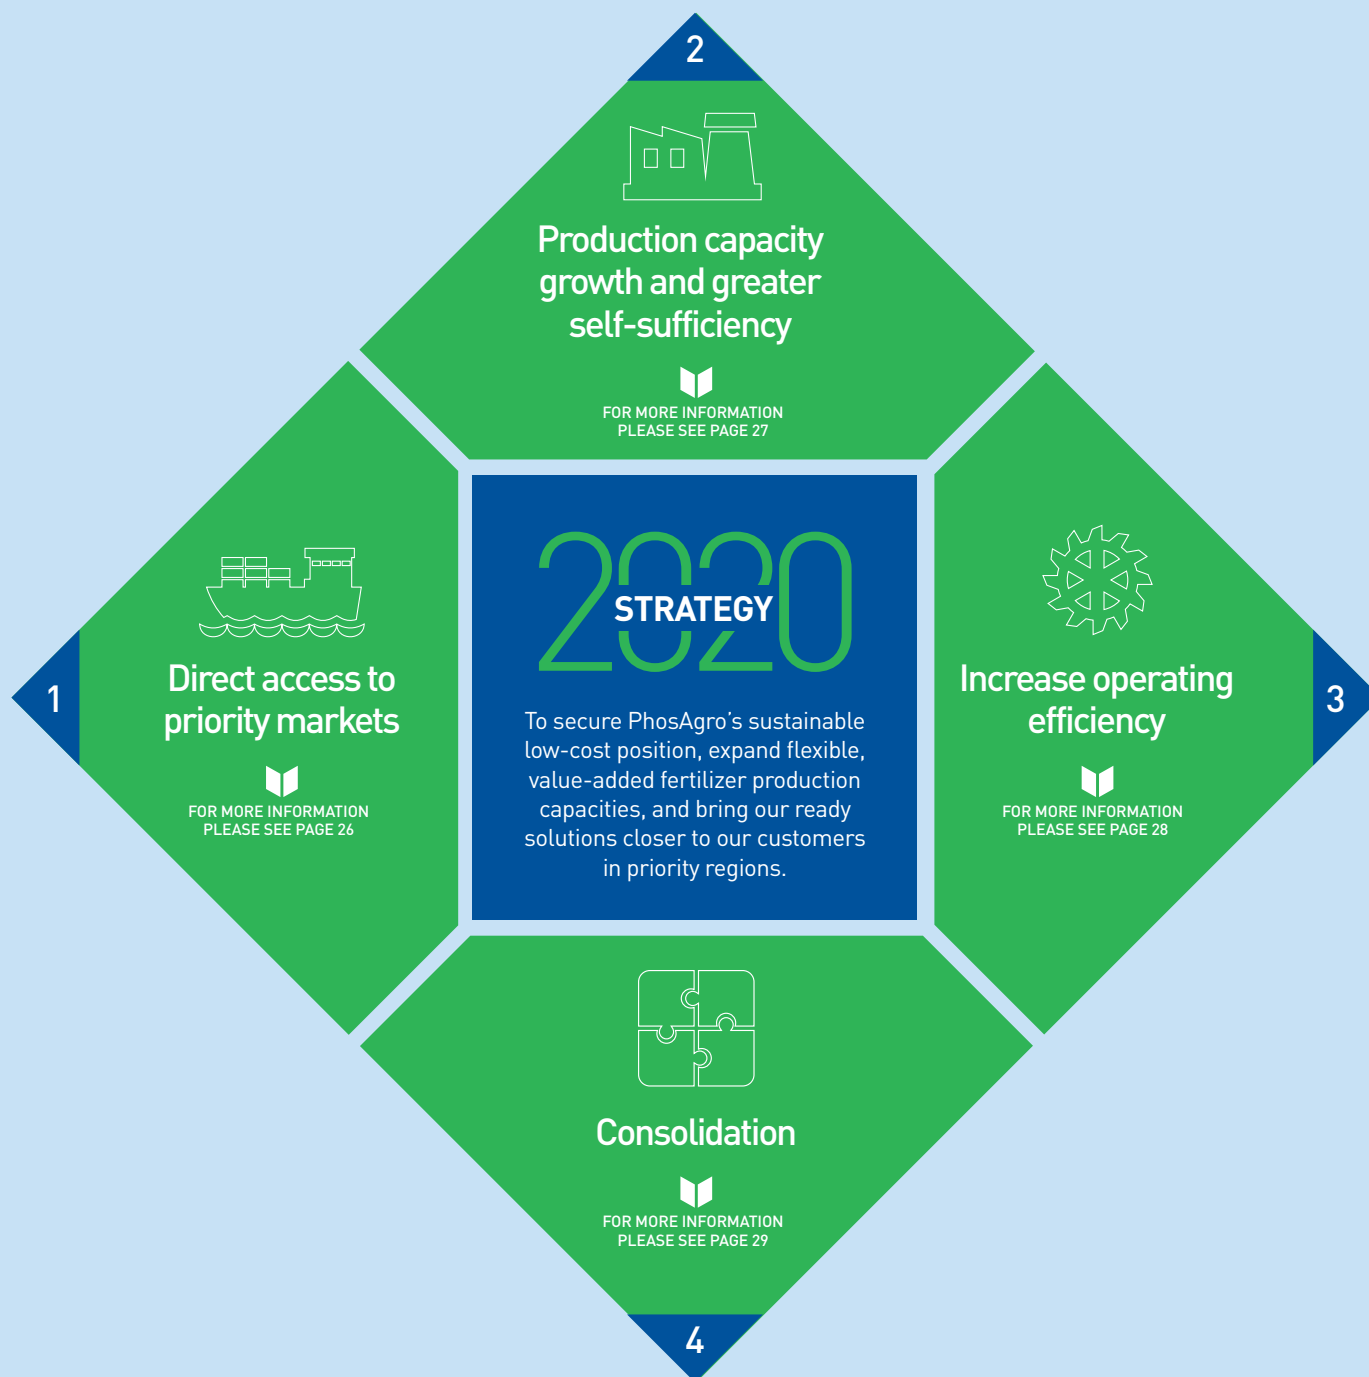 2
Production capacity
growth and greater
self-sufficiency
FOR MORE INFORMATION
PLEASE SEE PAGE 27
1
Direct access to
priority markets
FOR MORE INFORMATION
PLEASE SEE PAGE 26
2020
STRATEGY
To secure PhosAgro’s sustainable
low-cost position, expand flexible,
value-added fertilizer production
capacities, and bring our ready
solutions closer to our customers
in priority regions.
Increase operating
efficiency
FOR MORE INFORMATION
PLEASE SEE PAGE 28
3
Consolidation
FOR MORE INFORMATION
PLEASE SEE PAGE 29
4